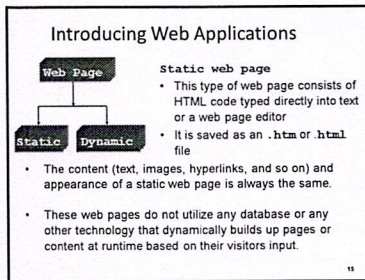 Introducing Web Applications
Web Page
Static
Dynamic
Static web page
• This type of web page consists of
HTML code typed directly into text
or a web page editor
• It is saved as an .htm or .html
file
• The content (text, images, hyperlinks, and so on) and
appearance of a static web page is always the same.
• These web pages do not utilize any database or any
other technology that dynamically builds up pages or
content at runtime based on their visitors input.
15